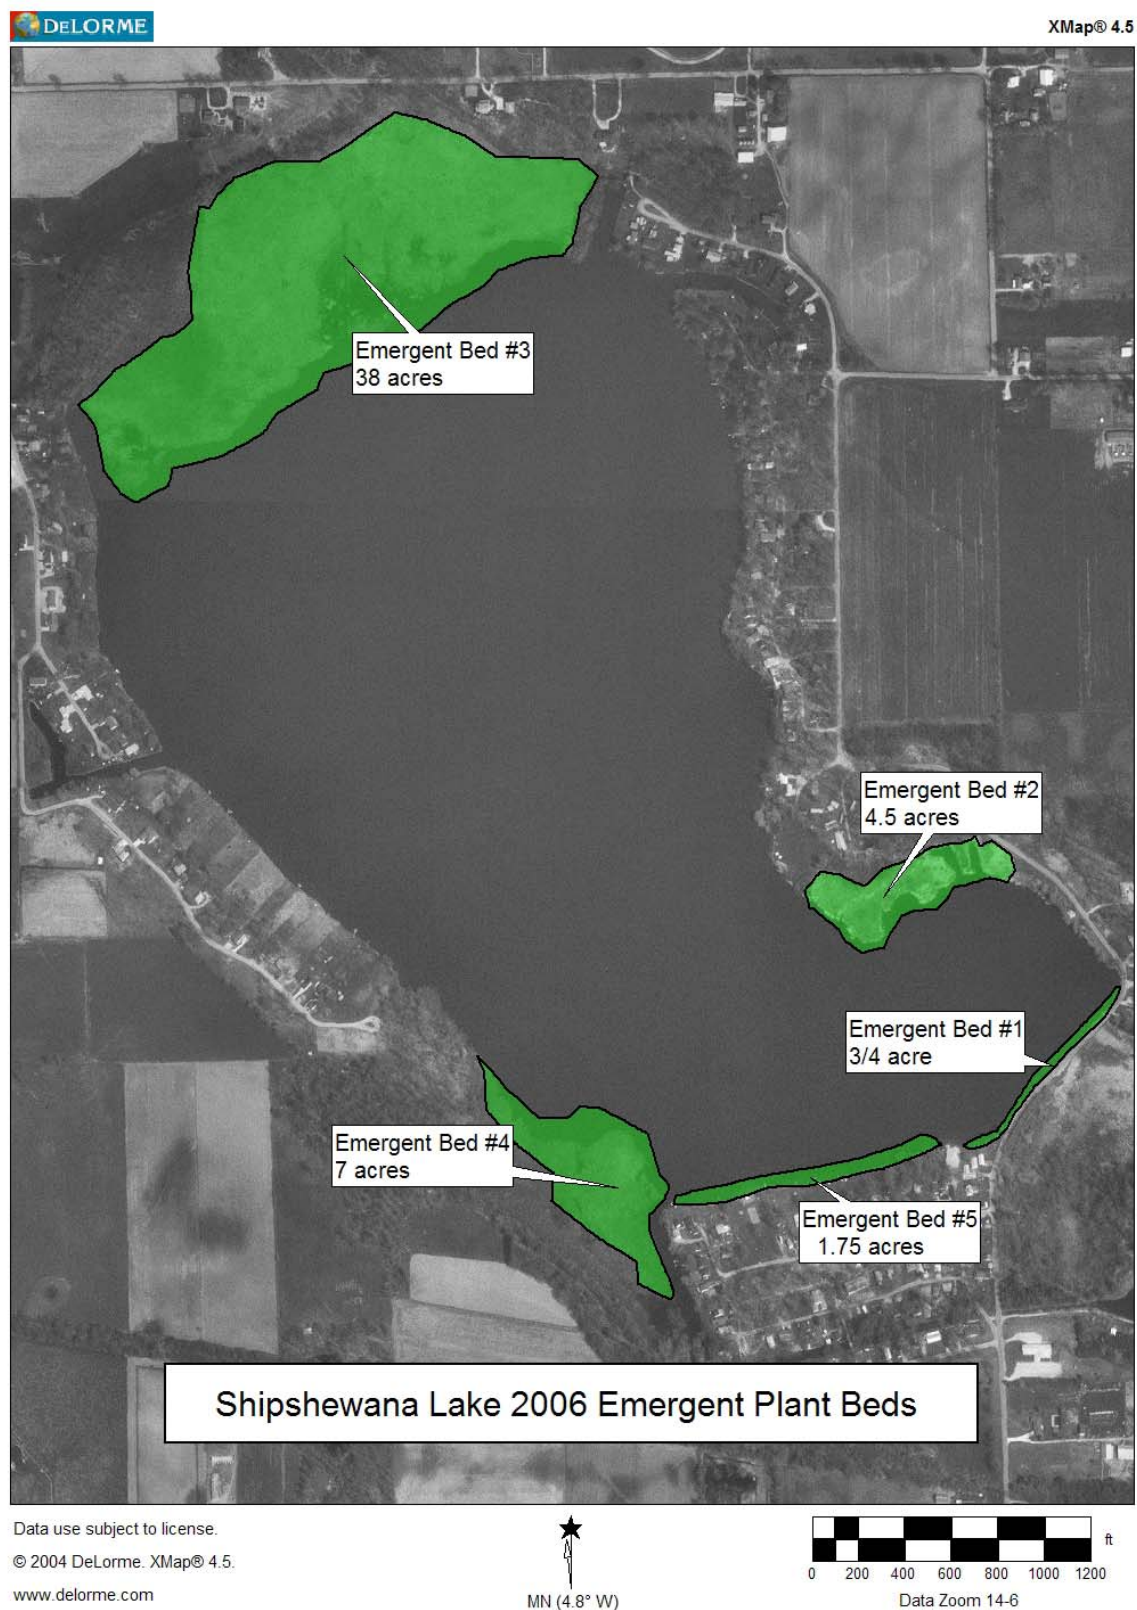 DELORME
XMap® 4.5
Emergent Bed #3
38 acres
Emergent Bed #2
4.5 acres
Emergent Bed #1
3/4 acre
Emergent Bed #4
7 acres
Emergent Bed #5
1.75 acres
Shipshewana Lake 2006 Emergent Plant Beds
Data use subject to license.
© 2004 DeLorme. XMap® 4.5.
www.delorme.com
MN (4.8° W)
ft
0 200 400 600 800 1000 1200
Data Zoom 14-6